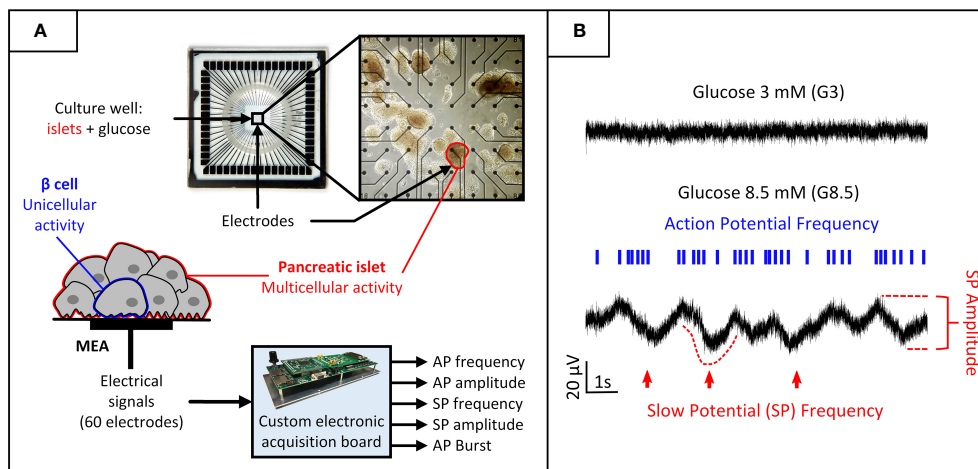 A
Culture well:
islets + glucose
Electrodes
β cell
Unicellular
activity
Pancreatic islet
Multicellular activity
MEA
Electrical
signals
(60 electrodes)
Custom electronic
acquisition board
AP frequency
AP amplitude
SP frequency
SP amplitude
AP Burst
B
Glucose 3 mM (G3)
Glucose 8.5 mM (G8.5)
Action Potential Frequency
SP Amplitude
20 µV
1s
Slow Potential (SP) Frequency